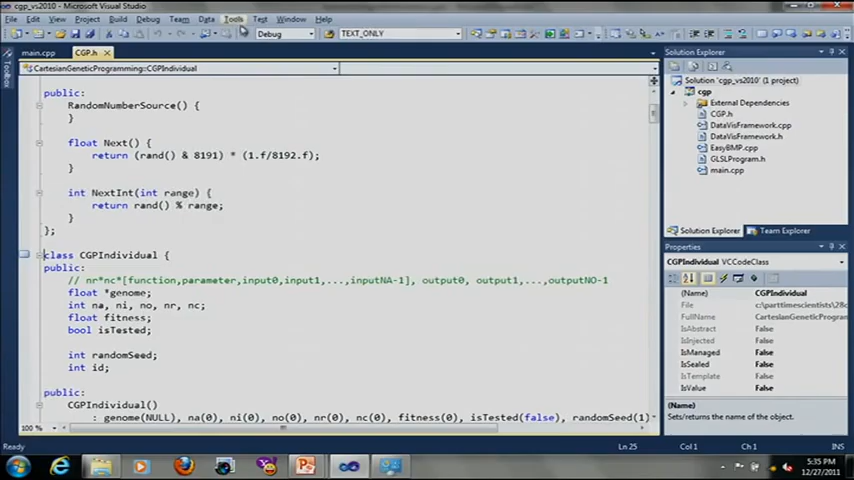 cgp_vs2010 - Microsoft Visual Studio
File Edit View Project Build Debug Team Data Tools Test Window Help
Debug TEXT_ONLY
Toolbox
main.cpp CGP.h
CartesianGeneticProgramming::CGPIndividual
public:
RandomNumberSource() {
}
float Next() {
return (rand() & 8191) * (1.f/8192.f);
}
int NextInt(int range) {
return rand() % range;
}
};
class CGPIndividual {
public:
// nr*nc*[function,parameter,input0,input1,...,inputNA-1], output0, output1,...,outputNO-1
float *genome;
int na, ni, no, nr, nc;
float fitness;
bool isTested;
int randomSeed;
int id;
public:
CGPIndividual()
: genome(NULL), na(0), ni(0), no(0), nr(0), nc(0), fitness(0), isTested(false), randomSeed(1)
100 %
Solution Explorer
Solution 'cgp_vs2010' (1 project)
cgp
External Dependencies
CGP.h
DataVisFramework.cpp
DataVisFramework.h
EasyBMP.cpp
GLSLProgram.h
main.cpp
Solution Explorer Team Explorer
Properties
CGPIndividual VCCodeClass
(Name) CGPIndividual
File c:\parttimescientists\28c
FullName CartesianGeneticProgram
IsAbstract False
IsInjected False
IsManaged False
IsSealed False
IsTemplate False
IsValue False
(Name)
Sets/returns the name of the object.
Ready Ln 25 Col 1 Ch 1 INS
5:35 PM
12/27/2011